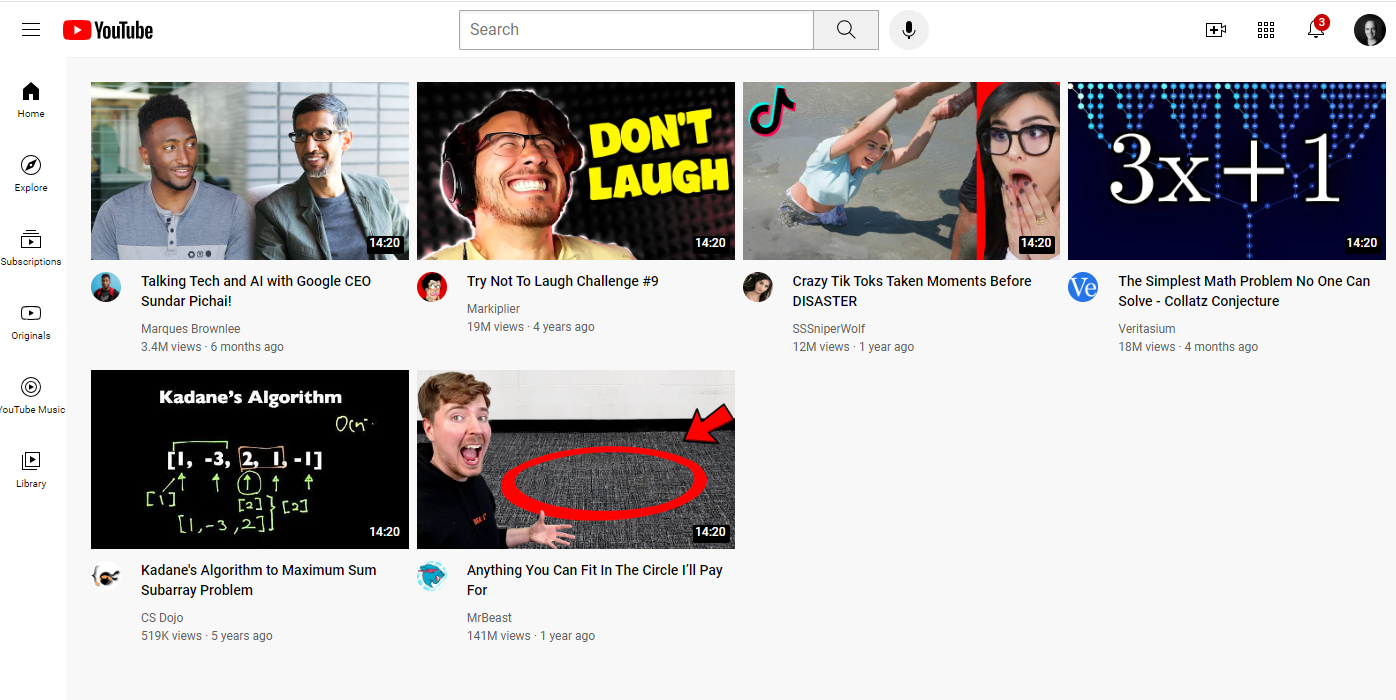 YouTube
Search
3
Home
Explore
Subscriptions
Originals
YouTube Music
Library
DON'T
LAUGH
3x+1
14:20
14:20
14:20
14:20
Talking Tech and AI with Google CEO
Sundar Pichai!
Marques Brownlee
3.4M views · 6 months ago
Try Not To Laugh Challenge #9
Markiplier
19M views · 4 years ago
Crazy Tik Toks Taken Moments Before
DISASTER
SSSniperWolf
12M views · 1 year ago
Ve
The Simplest Math Problem No One Can
Solve - Collatz Conjecture
Veritasium
18M views · 4 months ago
Kadane's Algorithm
[1, -3, 2, 1, -1]
[1]
[2]
[2]
[1, -3, 2]
14:20
14:20
Kadane's Algorithm to Maximum Sum
Subarray Problem
CS Dojo
519K views · 5 years ago
Anything You Can Fit In The Circle I’ll Pay
For
MrBeast
141M views · 1 year ago